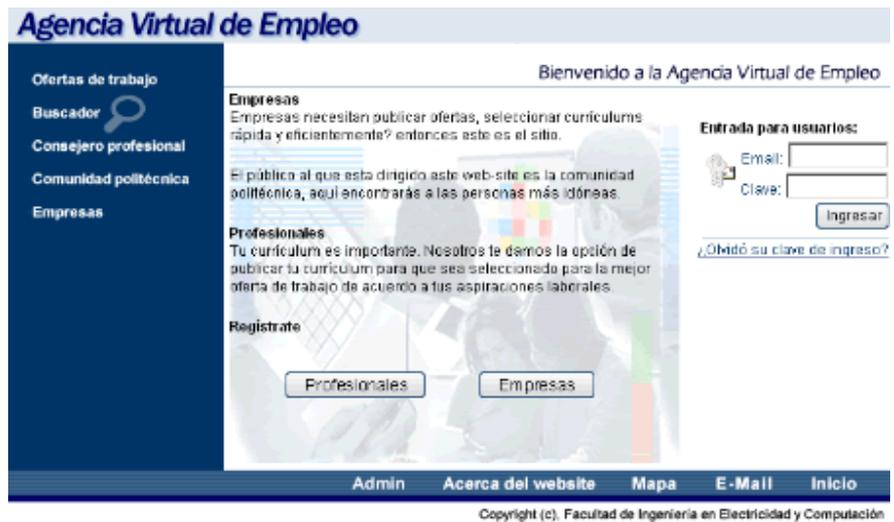 Agencia Virtual de Empleo
Bienvenido a la Agencia Virtual de Empleo
Ofertas de trabajo
Buscador
Consejero profesional
Comunidad politécnica
Empresas
Empresas
Empresas necesitan publicar ofertas, seleccionar currículums
rápida y eficientemente? entonces este es el sitio.
El público al que esta dirigido este web-site es la comunidad
politécnica, aquí encontrarás a las personas más idóneas.
Profesionales
Tu currículum es importante. Nosotros te damos la opción de
publicar tu currículum para que sea seleccionado para la mejor
oferta de trabajo de acuerdo a tus aspiraciones laborales.
Regístrate
Profesionales
Empresas
Entrada para usuarios:
Email:
Clave:
Ingresar
¿Olvidó su clave de ingreso?
Admin Acerca del website Mapa E-Mail Inicio
Copyright (c), Facultad de Ingeniería en Electricidad y Computación